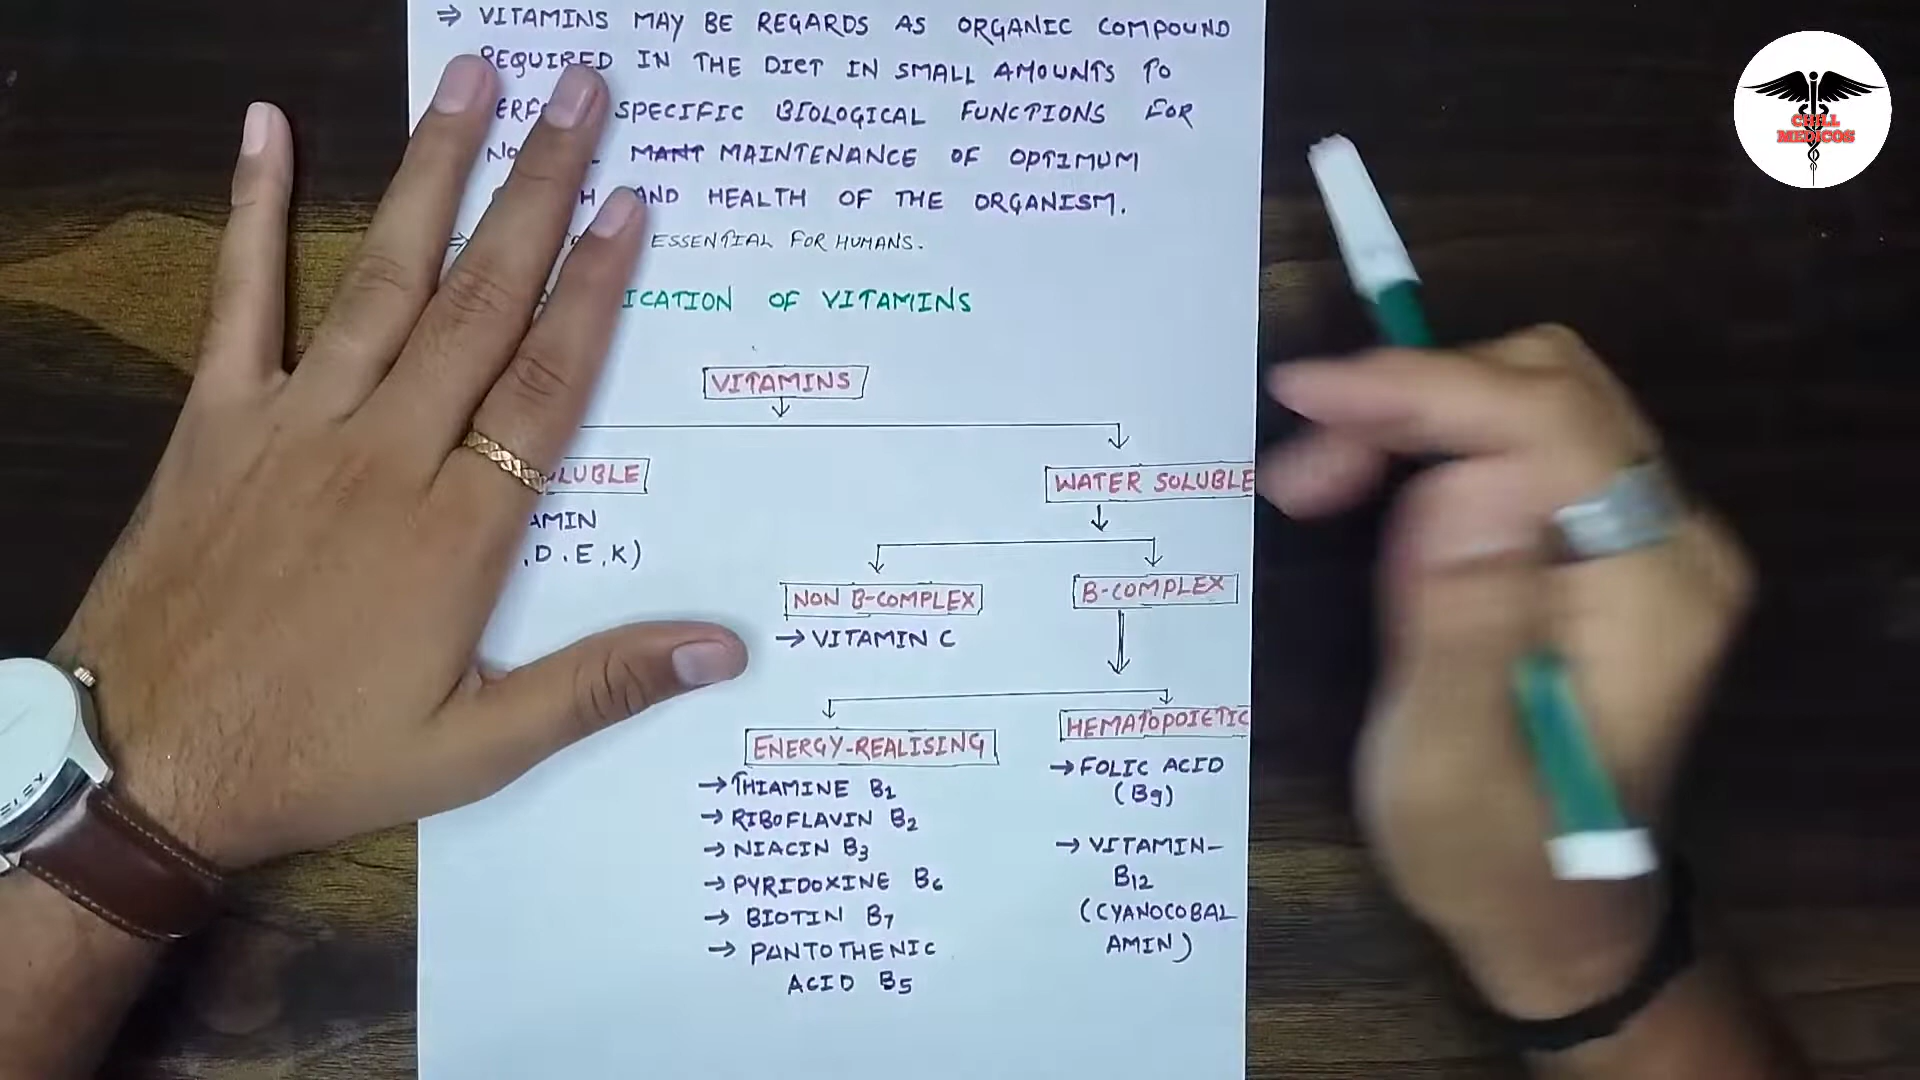 ⇒ VITAMINS MAY BE REGARDS AS ORGANIC COMPOUND
REQUIRED IN THE DIET IN SMALL AMOUNTS TO
SPECIFIC BIOLOGICAL FUNCTIONS FOR
MANT MAINTENANCE OF OPTIMUM
AND HEALTH OF THE ORGANISM.
⇒ ESSENTIAL FOR HUMANS.
ICATION OF VITAMINS
VITAMINS
LUBLE
WATER SOLUBLE
AMIN
, D, E, K)
NON B-COMPLEX
→ VITAMIN C
B-COMPLEX
ENERGY-REALISING
→ THIAMINE B1
→ RIBOFLAVIN B2
→ NIACIN B3
→ PYRIDOXINE B6
→ BIOTIN B7
→ PANTOTHENIC
ACID B5
HEMATOPOIETIC
→ FOLIC ACID
(B9)
→ VITAMIN-
B12
(CYANOCOBAL
AMIN)
CHILL
MEDICOS